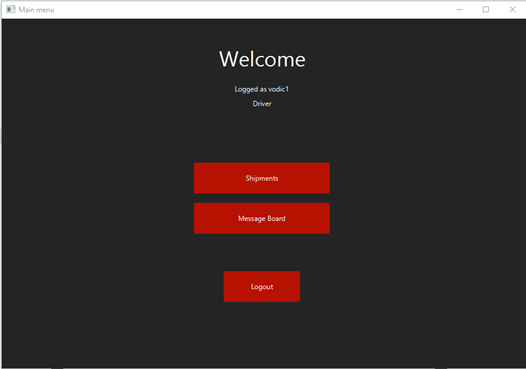 Main menu
Welcome
Logged as vodic1
Driver
Shipments
Message Board
Logout